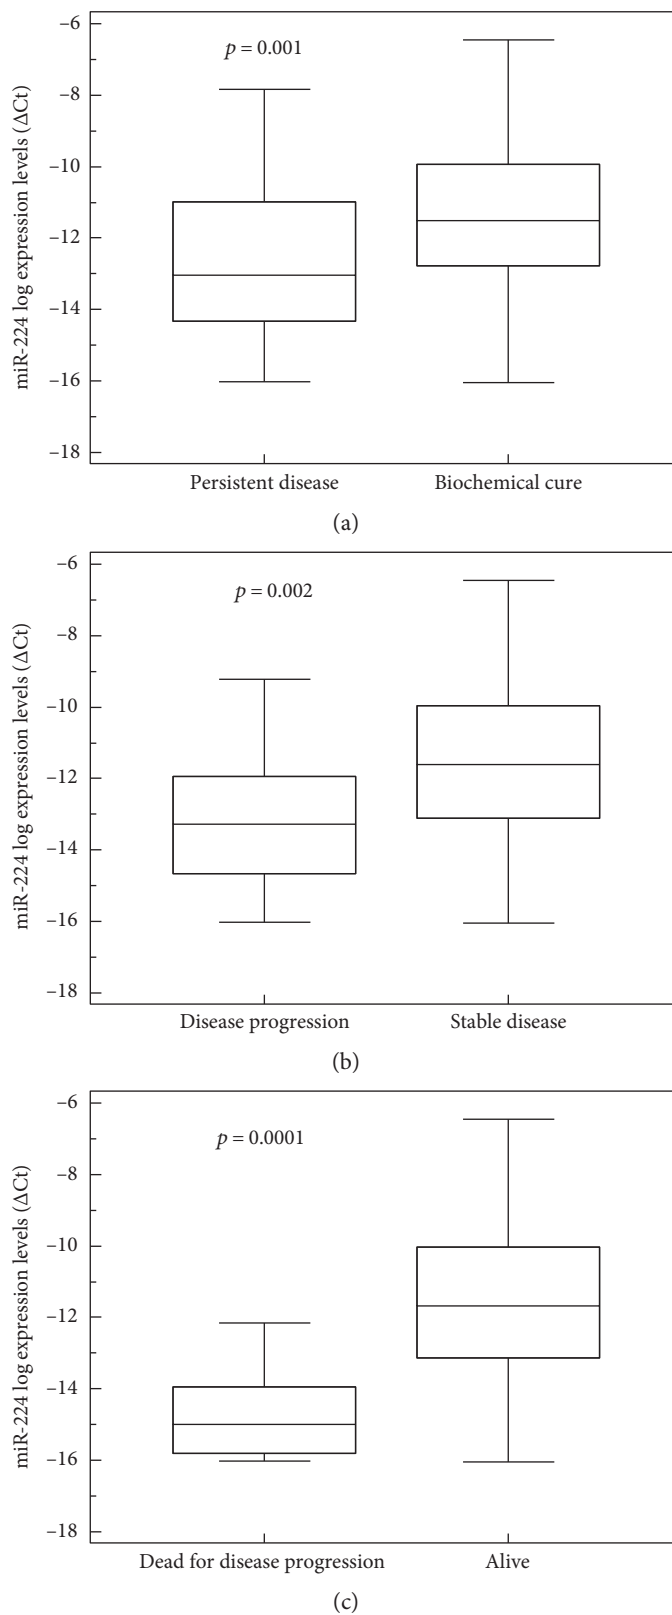 miR-224 log expression levels (ΔCt)
–6
–8
–10
–12
–14
–16
–18
p = 0.001
Persistent disease
Biochemical cure
(a)
miR-224 log expression levels (ΔCt)
–6
–8
–10
–12
–14
–16
–18
p = 0.002
Disease progression
Stable disease
(b)
miR-224 log expression levels (ΔCt)
–6
–8
–10
–12
–14
–16
–18
p = 0.0001
Dead for disease progression
Alive
(c)